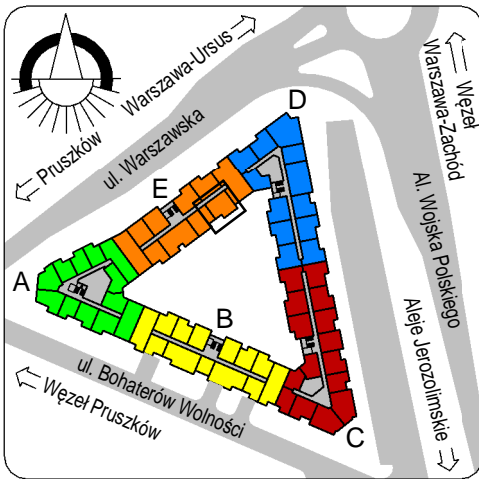 Warszawa-Ursus
Pruszków
ul. Warszawska
Węzeł
Warszawa-Zachód
Al. Wojska Polskiego
Aleje Jerozolimskie
D
E
A
B
C
ul. Bohaterów Wolności
Węzeł Pruszków